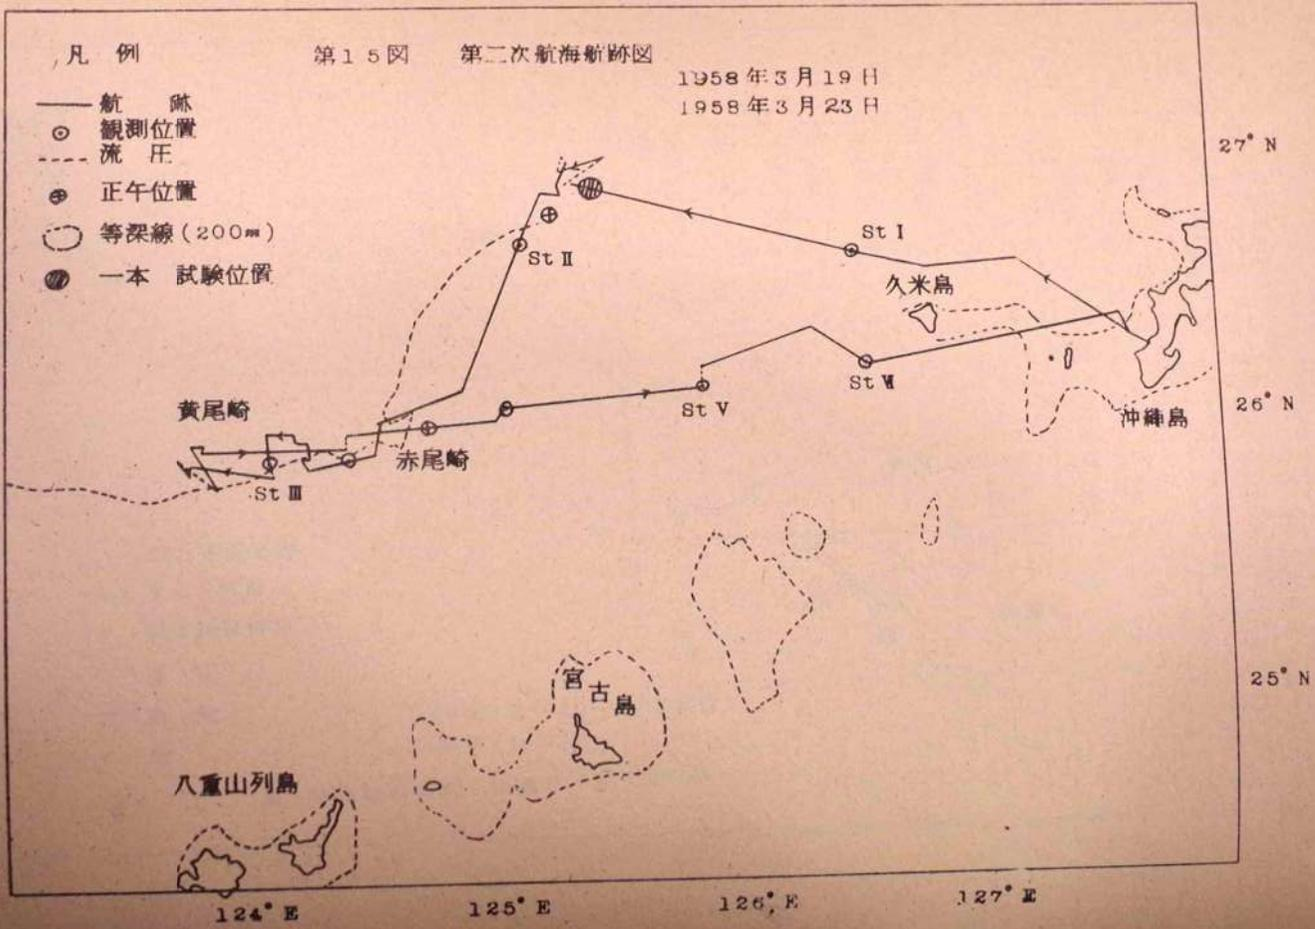 凡例
第15図 第二次航海航跡図
1958年3月19日
1958年3月23日
航跡
観測位置
流圧
正午位置
等深線(200m)
一本 試験位置
27°N
St I
St II
久米島
St V
St VI
26°N
沖縄島
黄尾崎
赤尾崎
St III
25°N
宮古島
八重山列島
124°E
125°E
126°E
127°E